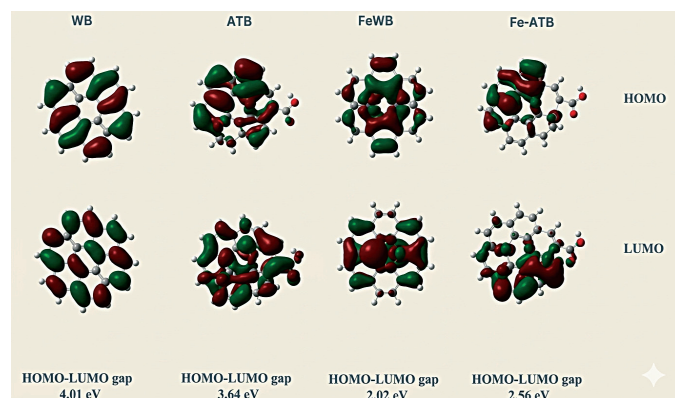 WB ATB FeWB Fe-ATB
HOMO
LUMO
HOMO-LUMO gap HOMO-LUMO gap HOMO-LUMO gap HOMO-LUMO gap
4.01 eV 3.64 eV 2.02 eV 2.56 eV